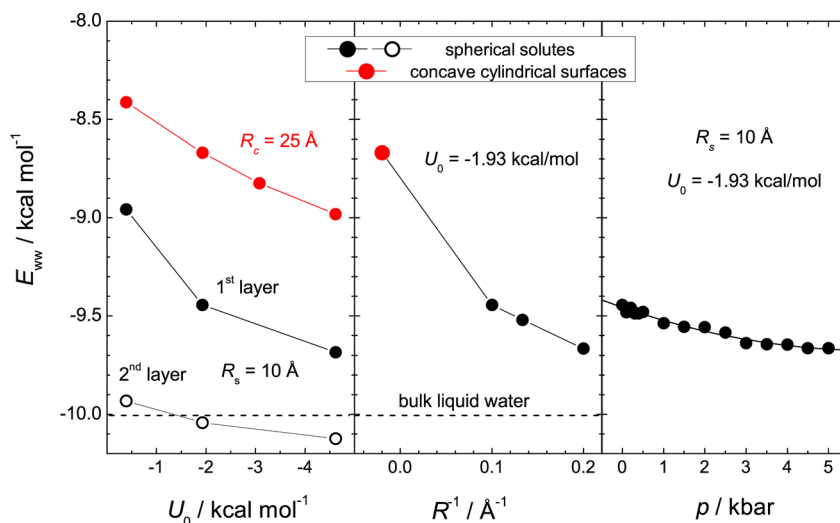 -8.0
-8.5
-9.0
-9.5
-10.0
E_ww / kcal mol⁻¹
spherical solutes
concave cylindrical surfaces
R_c = 25 Å
1ˢᵗ layer
2ⁿᵈ layer
R_s = 10 Å
U₀ = -1.93 kcal/mol
bulk liquid water
R_s = 10 Å
U₀ = -1.93 kcal/mol
-1 -2 -3 -4
0.0 0.1 0.2
0 1 2 3 4 5
U₀ / kcal mol⁻¹
R⁻¹ / Å⁻¹
p / kbar